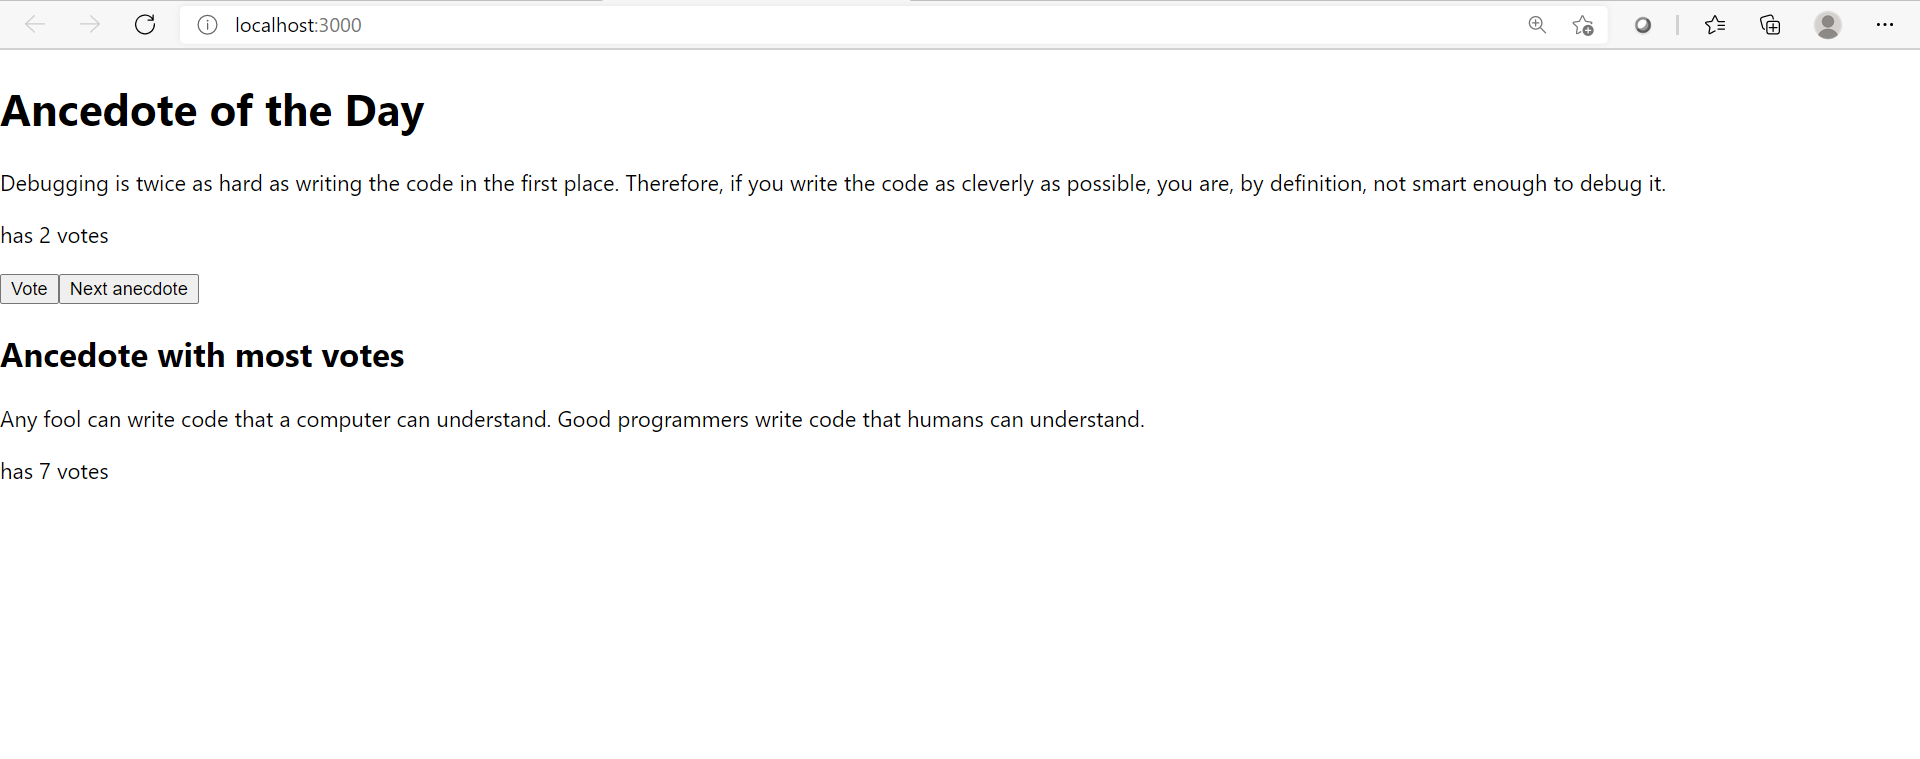 localhost:3000
Ancedote of the Day
Debugging is twice as hard as writing the code in the first place. Therefore, if you write the code as cleverly as possible, you are, by definition, not smart enough to debug it.
has 2 votes
Vote Next anecdote
Ancedote with most votes
Any fool can write code that a computer can understand. Good programmers write code that humans can understand.
has 7 votes